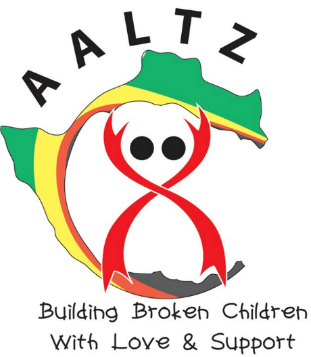 AALTZ
Building Broken Children
With Love & Support